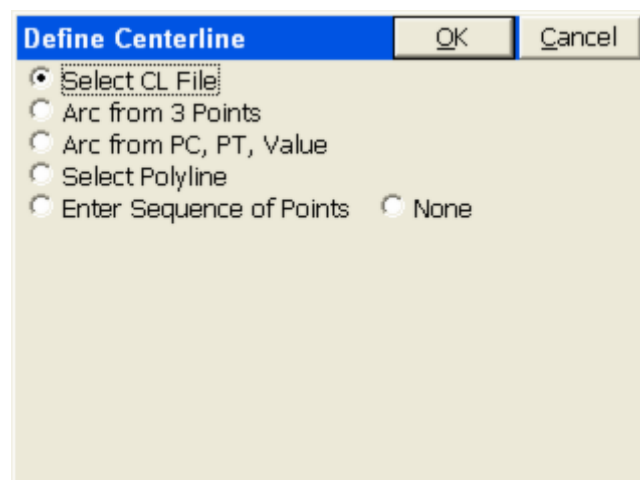 Define Centerline OK Cancel
Select CL File
Arc from 3 Points
Arc from PC, PT, Value
Select Polyline
Enter Sequence of Points None